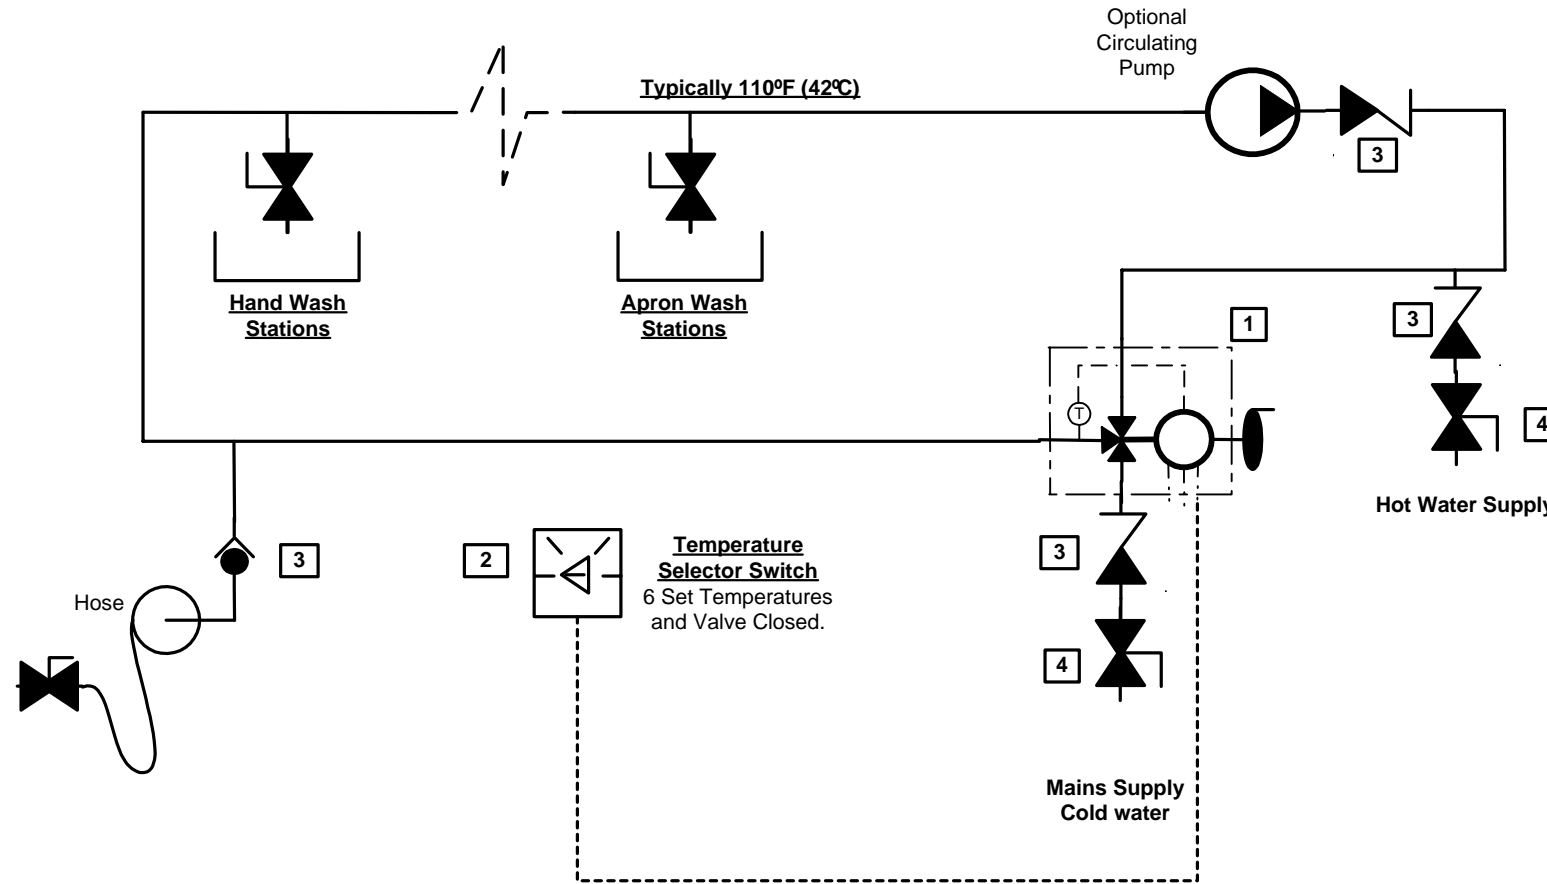 Optional
Circulating
Pump
Typically 110ºF (42ºC)
3
Hand Wash
Stations
Apron Wash
Stations
1
3
T
4
Hot Water Supply
3
Hose
2
Temperature
Selector Switch
6 Set Temperatures
and Valve Closed.
3
4
Mains Supply
Cold water